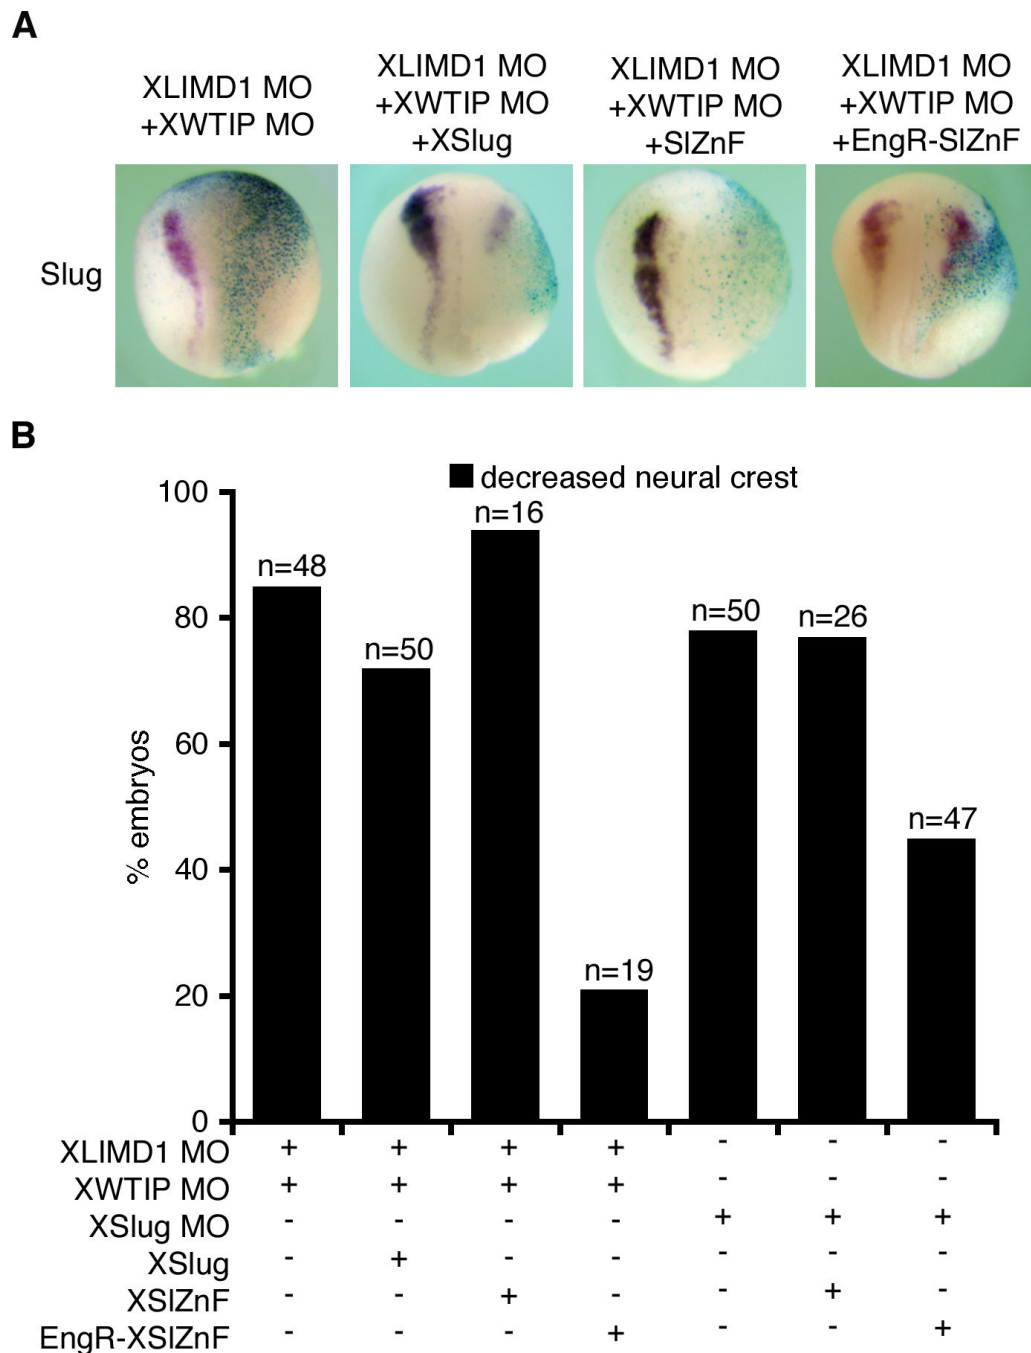 A
XLIMD1 MO
+XWTIP MO
XLIMD1 MO
+XWTIP MO
+XSlug
XLIMD1 MO
+XWTIP MO
+SlZnF
XLIMD1 MO
+XWTIP MO
+EngR-SlZnF
Slug
B
decreased neural crest
100
80
60
40
20
0
% embryos
n=48
n=50
n=16
n=19
n=50
n=26
n=47
XLIMD1 MO + + + + - - -
XWTIP MO + + + + - - -
XSlug MO - - - - + + +
XSlug - + - - - - -
XSlZnF - - + - - + -
EngR-XSlZnF - - - + - - +